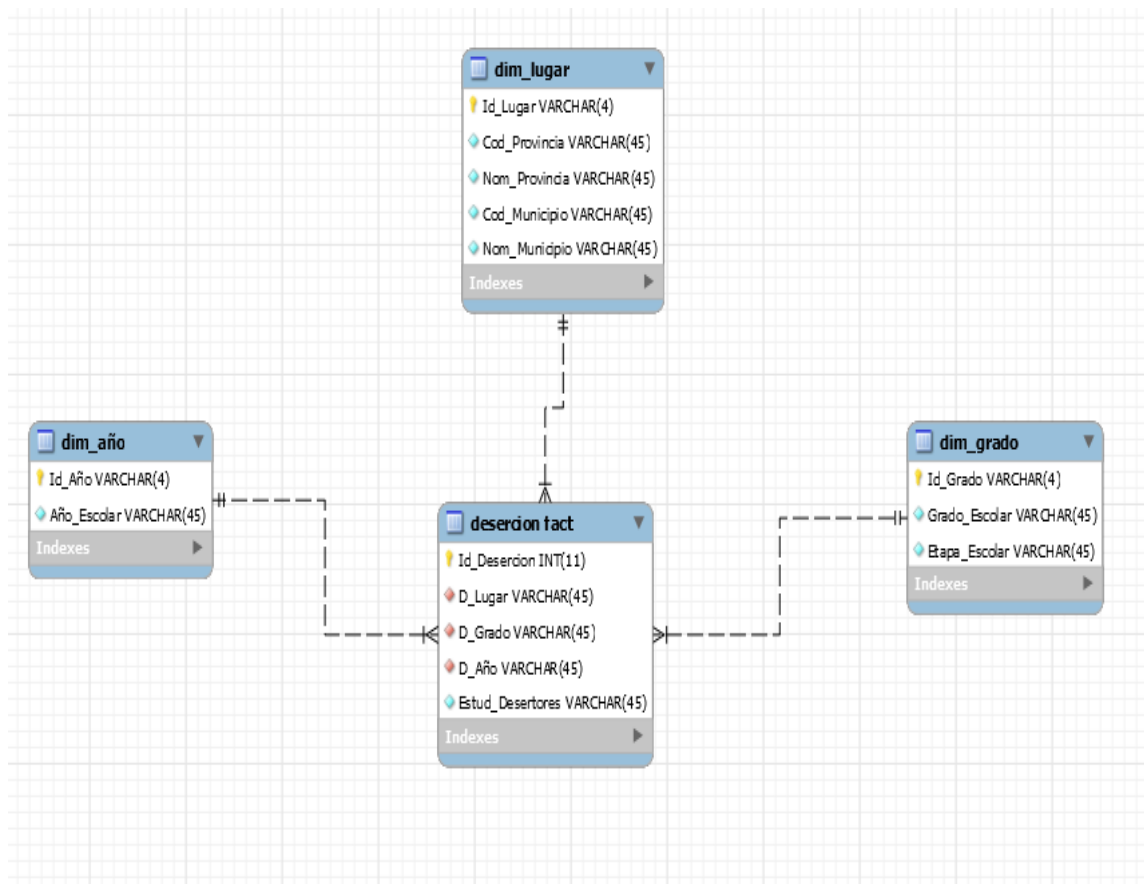 dim_lugar
Id_Lugar VARCHAR(4)
Cod_Provincia VARCHAR(45)
Nom_Provincia VARCHAR(45)
Cod_Municipio VARCHAR(45)
Nom_Municipio VARCHAR(45)
Indexes
dim_año
Id_Año VARCHAR(4)
Año_Escolar VARCHAR(45)
Indexes
desercion tact
Id_Desercion INT(11)
D_Lugar VARCHAR(45)
D_Grado VARCHAR(45)
D_Año VARCHAR(45)
Estud_Desertores VARCHAR(45)
Indexes
dim_grado
Id_Grado VARCHAR(4)
Grado_Escolar VARCHAR(45)
Etapa_Escolar VARCHAR(45)
Indexes